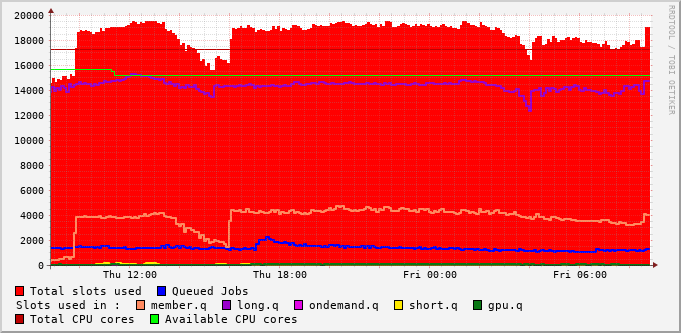 20000
18000
16000
14000
12000
10000
8000
6000
4000
2000
0
Thu 12:00 Thu 18:00 Fri 00:00 Fri 06:00
RRDTOOL / TOBI OETIKER
Total slots used Queued Jobs
Slots used in : member.q long.q ondemand.q short.q gpu.q
Total CPU cores Available CPU cores